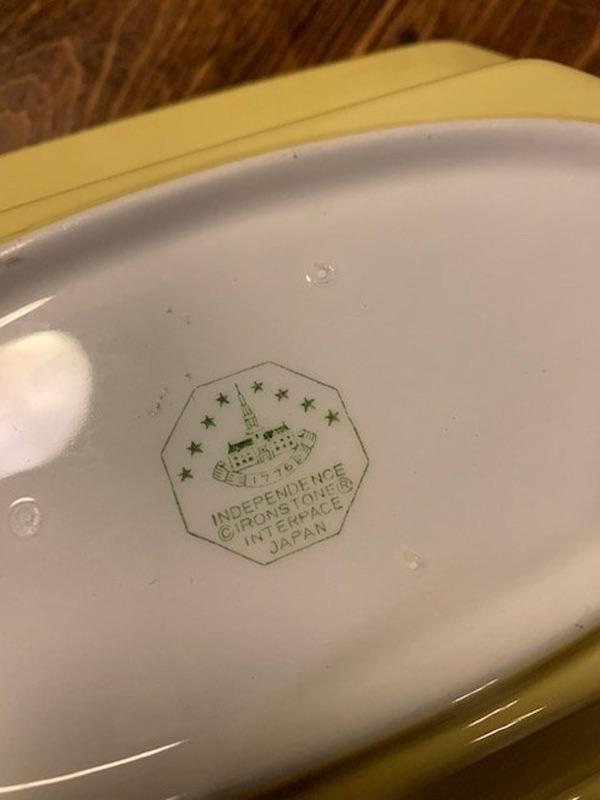 1776
INDEPENDENCE
©IRONSTONE®
INTERPACE
JAPAN